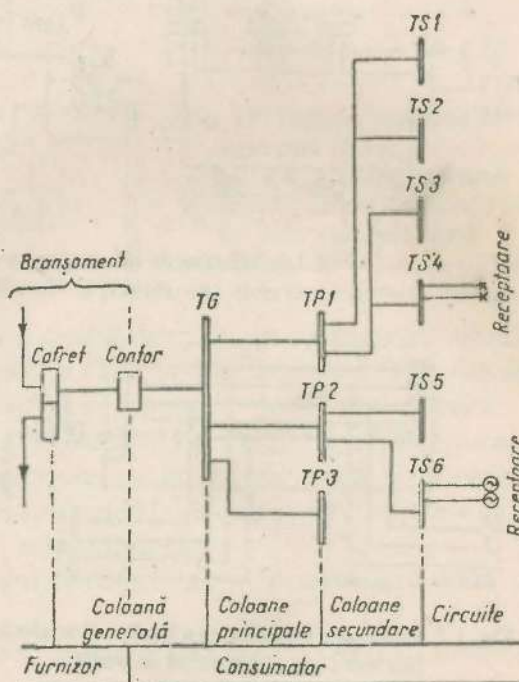 TS1
TS2
TS3
TS4
Receptoare
Branșament
TG
TP1
Cofret
Contor
TP2
TS5
TP3
TS6
Receptoare
Coloană
generală
Coloane
principale
Coloane
secundare
Circuite
Furnizor
Consumator